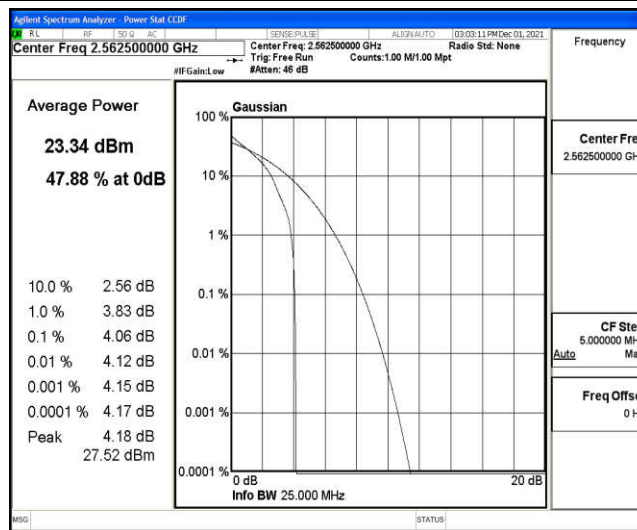 Agilent Spectrum Analyzer - Power Stat CCDF
RL RF 50 Ω AC SENSE:PULSE ALIGN AUTO 03:03:11 PM Dec 01, 2021
Center Freq 2.562500000 GHz
Center Freq: 2.562500000 GHz Radio Std: None
Trig: Free Run Counts:1.00 M/1.00 Mpt
#IFGain:Low #Atten: 46 dB
Frequency
Average Power
23.34 dBm
47.88 % at 0dB
10.0 % 2.56 dB
1.0 % 3.83 dB
0.1 % 4.06 dB
0.01 % 4.12 dB
0.001 % 4.15 dB
0.0001 % 4.17 dB
Peak 4.18 dB
27.52 dBm
Gaussian
100 %
10 %
1 %
0.1 %
0.01 %
0.001 %
0.0001 %
0 dB 20 dB
Info BW 25.000 MHz
Center Fre
2.562500000 GH
CF Ste
5.000000 MH
Auto Ma
Freq Offse
0 H
MSG STATUS